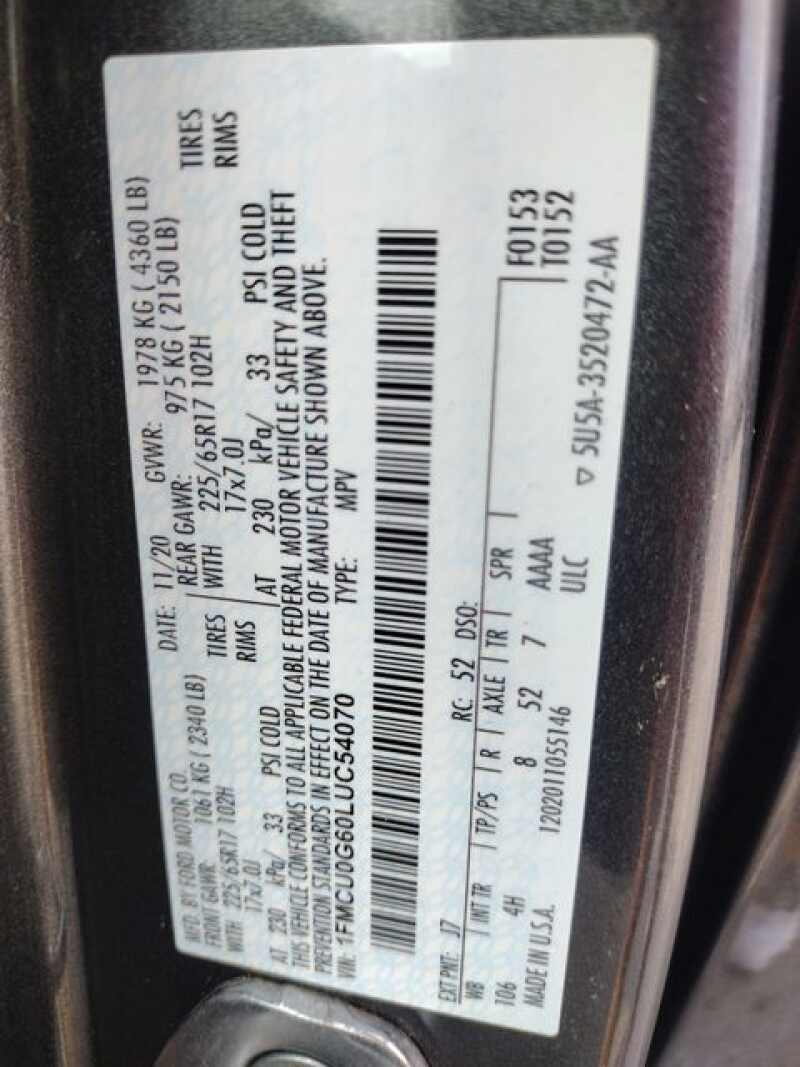 MFD. BY FORD MOTOR CO. DATE: 11/20 GVWR: 1978 KG ( 4360 LB)
FRONT GAWR: 1061 KG ( 2340 LB) REAR GAWR: 975 KG ( 2150 LB)
WITH 225/65R17 102H TIRES WITH 225/65R17 102H TIRES
17x7.0J RIMS 17x7.0J RIMS
AT 230 kPa/ 33 PSI COLD AT 230 kPa/ 33 PSI COLD
THIS VEHICLE CONFORMS TO ALL APPLICABLE FEDERAL MOTOR VEHICLE SAFETY AND THEFT
PREVENTION STANDARDS IN EFFECT ON THE DATE OF MANUFACTURE SHOWN ABOVE.
VIN: 1FMCU0G60LUC54070 TYPE: MPV
EXT PNT: J7 RC: 52 DSO:
WB INT TR TP/PS R AXLE TR SPR F0153
106 4H 8 52 7 AAAA T0152
MADE IN U.S.A. 1202011055146 ULC
▽ 5U5A-3520472-AA